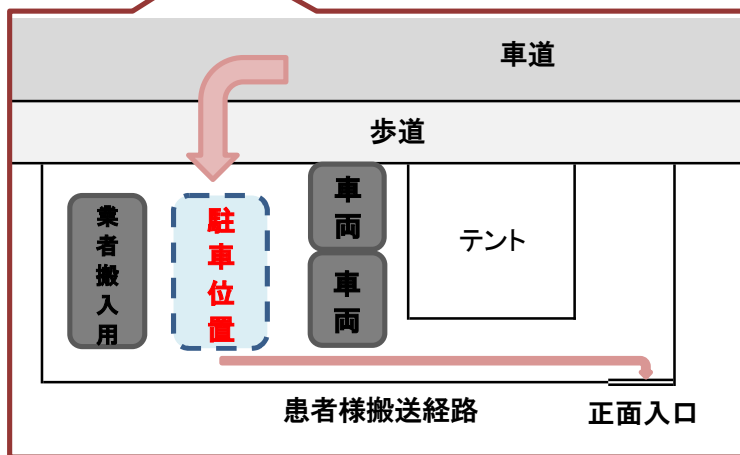 車道
歩道
業者搬入用
駐車位置
車両
車両
テント
患者様搬送経路
正面入口